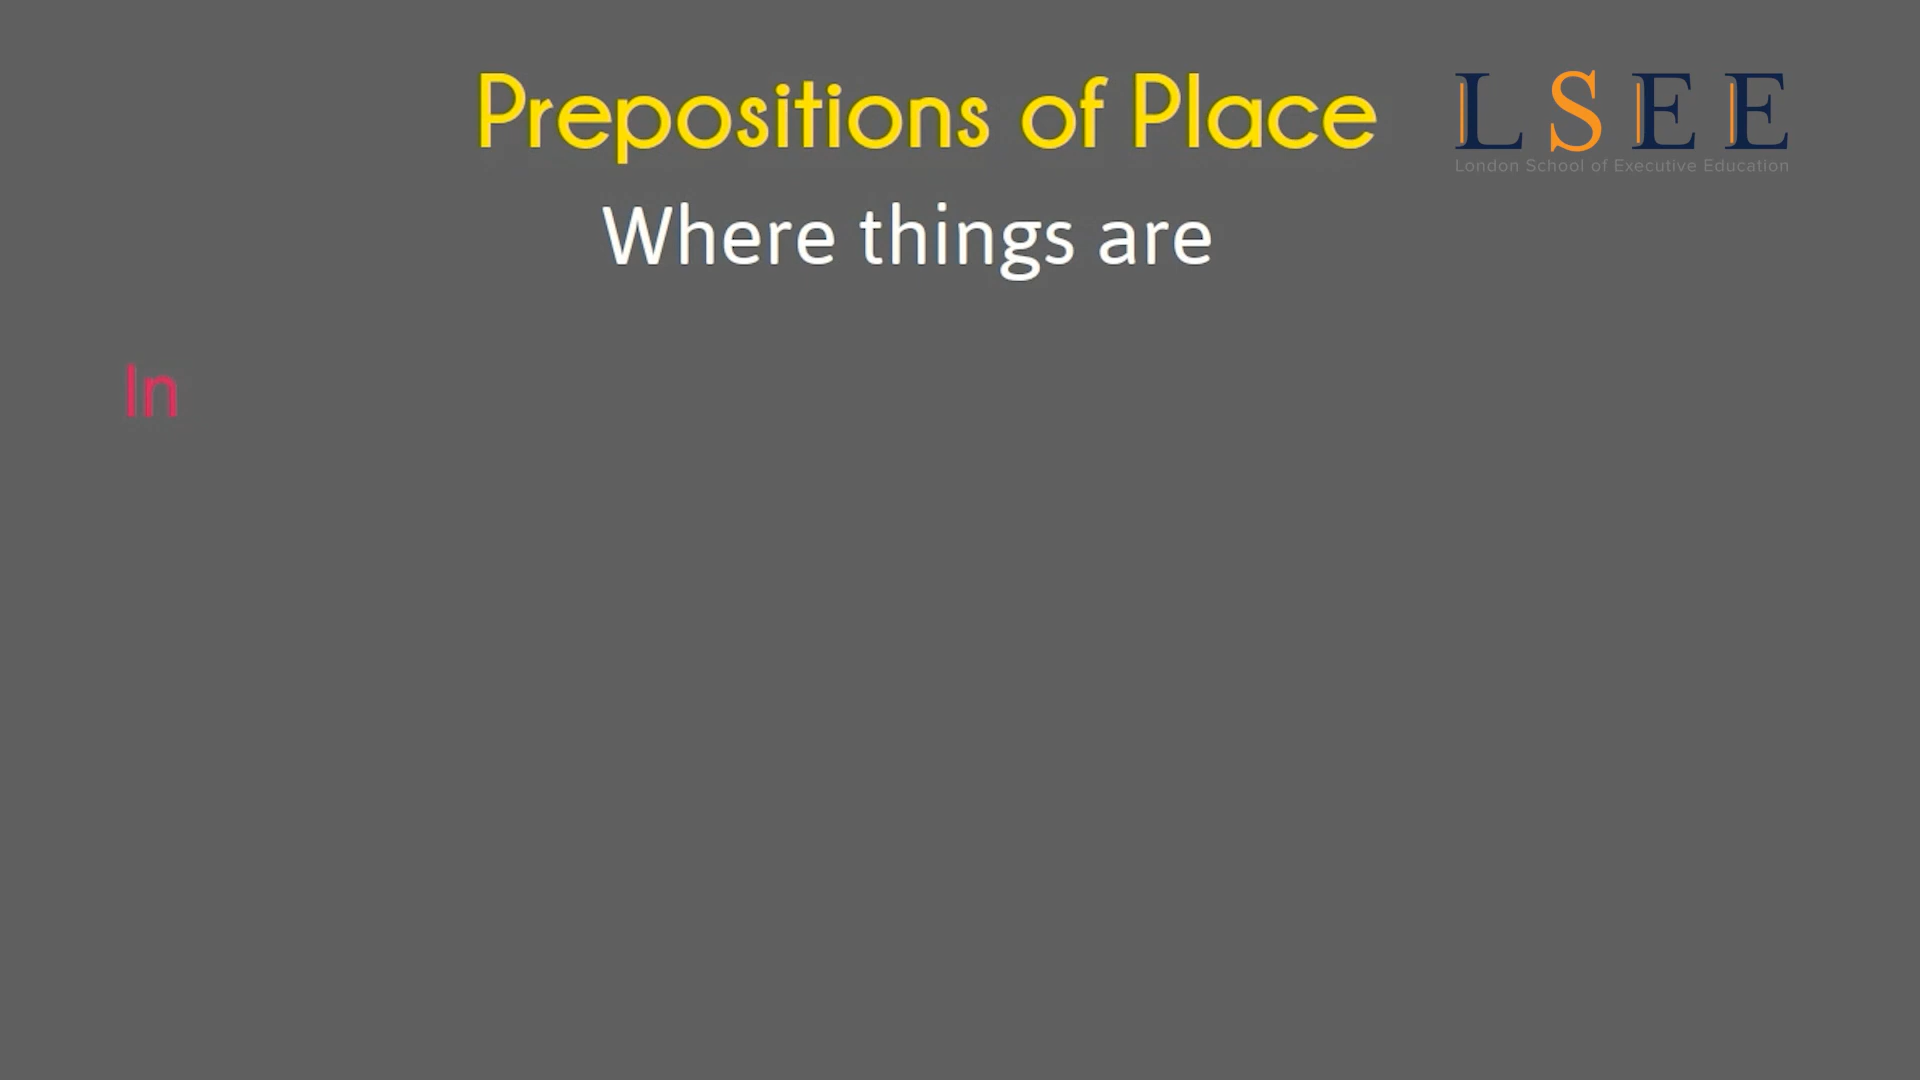 Prepositions of Place
LSEE
London School of Executive Education
Where things are
In